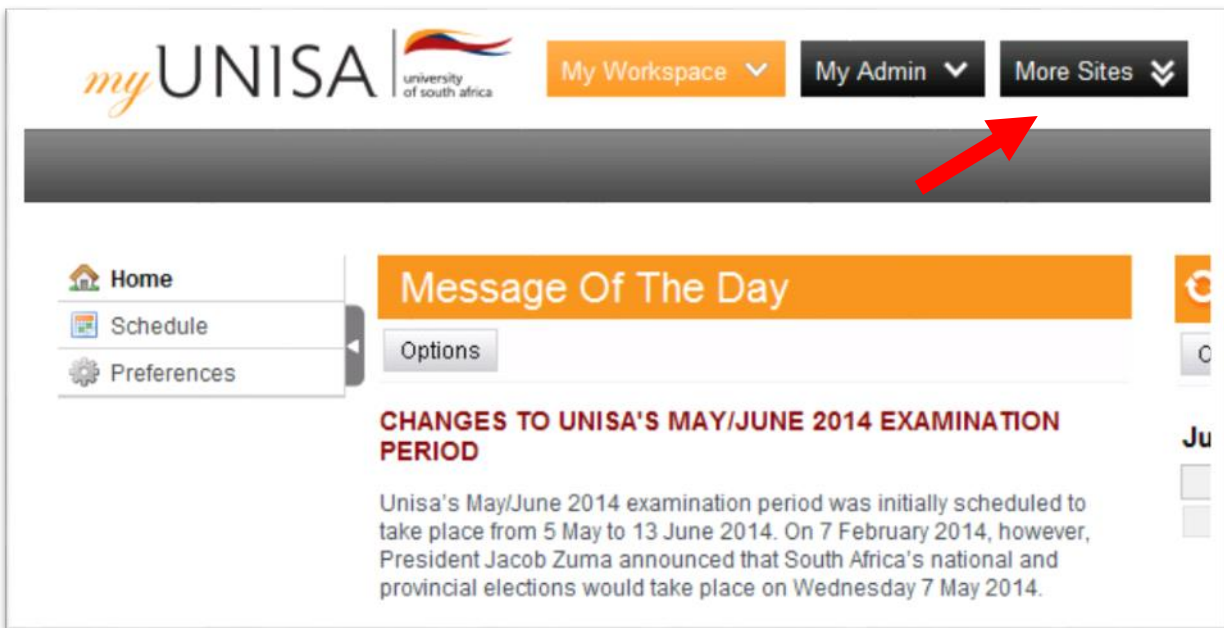 myUNISA
university
of south africa
My Workspace
My Admin
More Sites
Home
Schedule
Preferences
Message Of The Day
Options
CHANGES TO UNISA'S MAY/JUNE 2014 EXAMINATION
PERIOD
Unisa's May/June 2014 examination period was initially scheduled to
take place from 5 May to 13 June 2014. On 7 February 2014, however,
President Jacob Zuma announced that South Africa's national and
provincial elections would take place on Wednesday 7 May 2014.
Ju